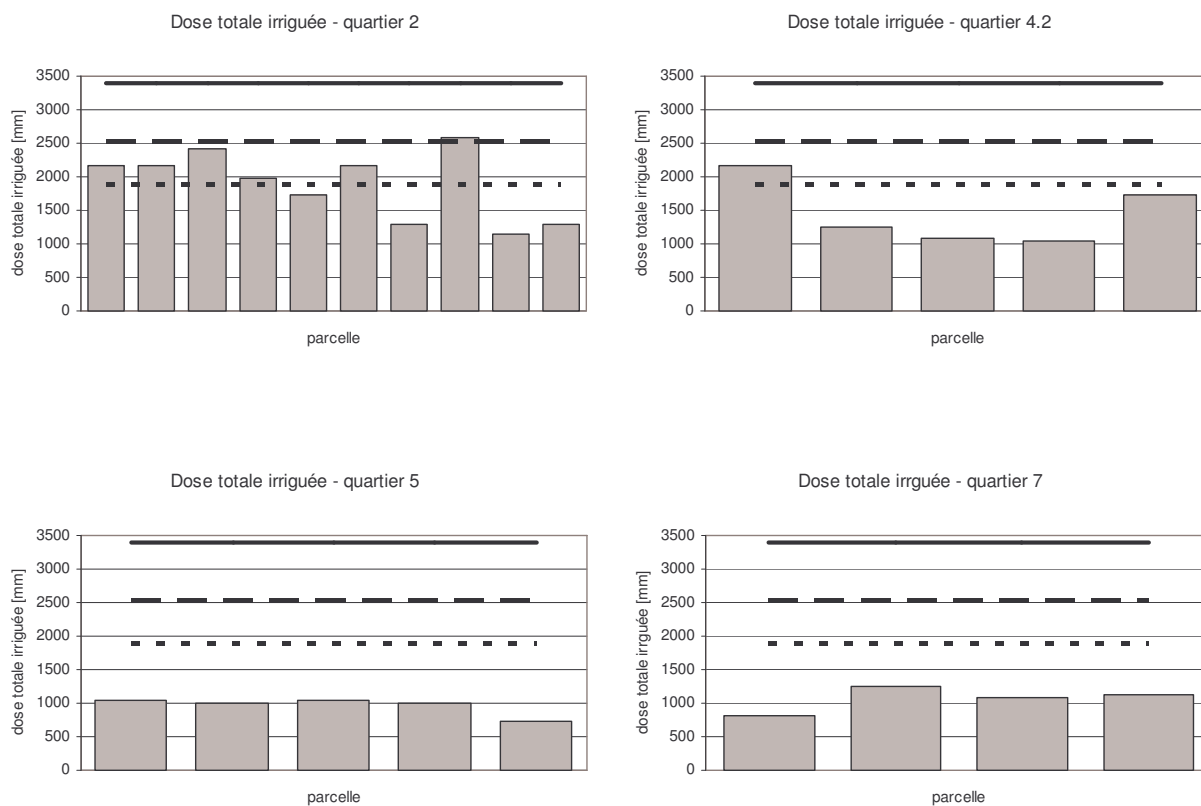 Dose totale irriguée - quartier 2
dose totale irriguée [mm]
3500
3000
2500
2000
1500
1000
500
0
parcelle
Dose totale irriguée - quartier 4.2
dose totale irriguée [mm]
3500
3000
2500
2000
1500
1000
500
0
parcelle
Dose totale irriguée - quartier 5
dose totale irriguée [mm]
3500
3000
2500
2000
1500
1000
500
0
parcelle
Dose totale irrguée - quartier 7
dose totale irrguée [mm]
3500
3000
2500
2000
1500
1000
500
0
parcelle